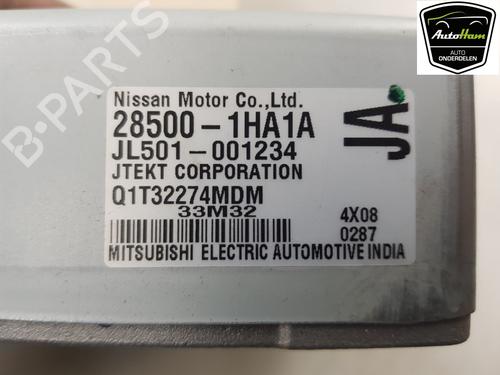 AutoHam
AUTO
ONDERDELEN
B-PARTS
Nissan Motor Co.,Ltd.
28500-1HA1A
JL501-001234
JTEKT CORPORATION
Q1T32274MDM
33M32
4X08
0287
MITSUBISHI ELECTRIC AUTOMOTIVE INDIA
JA